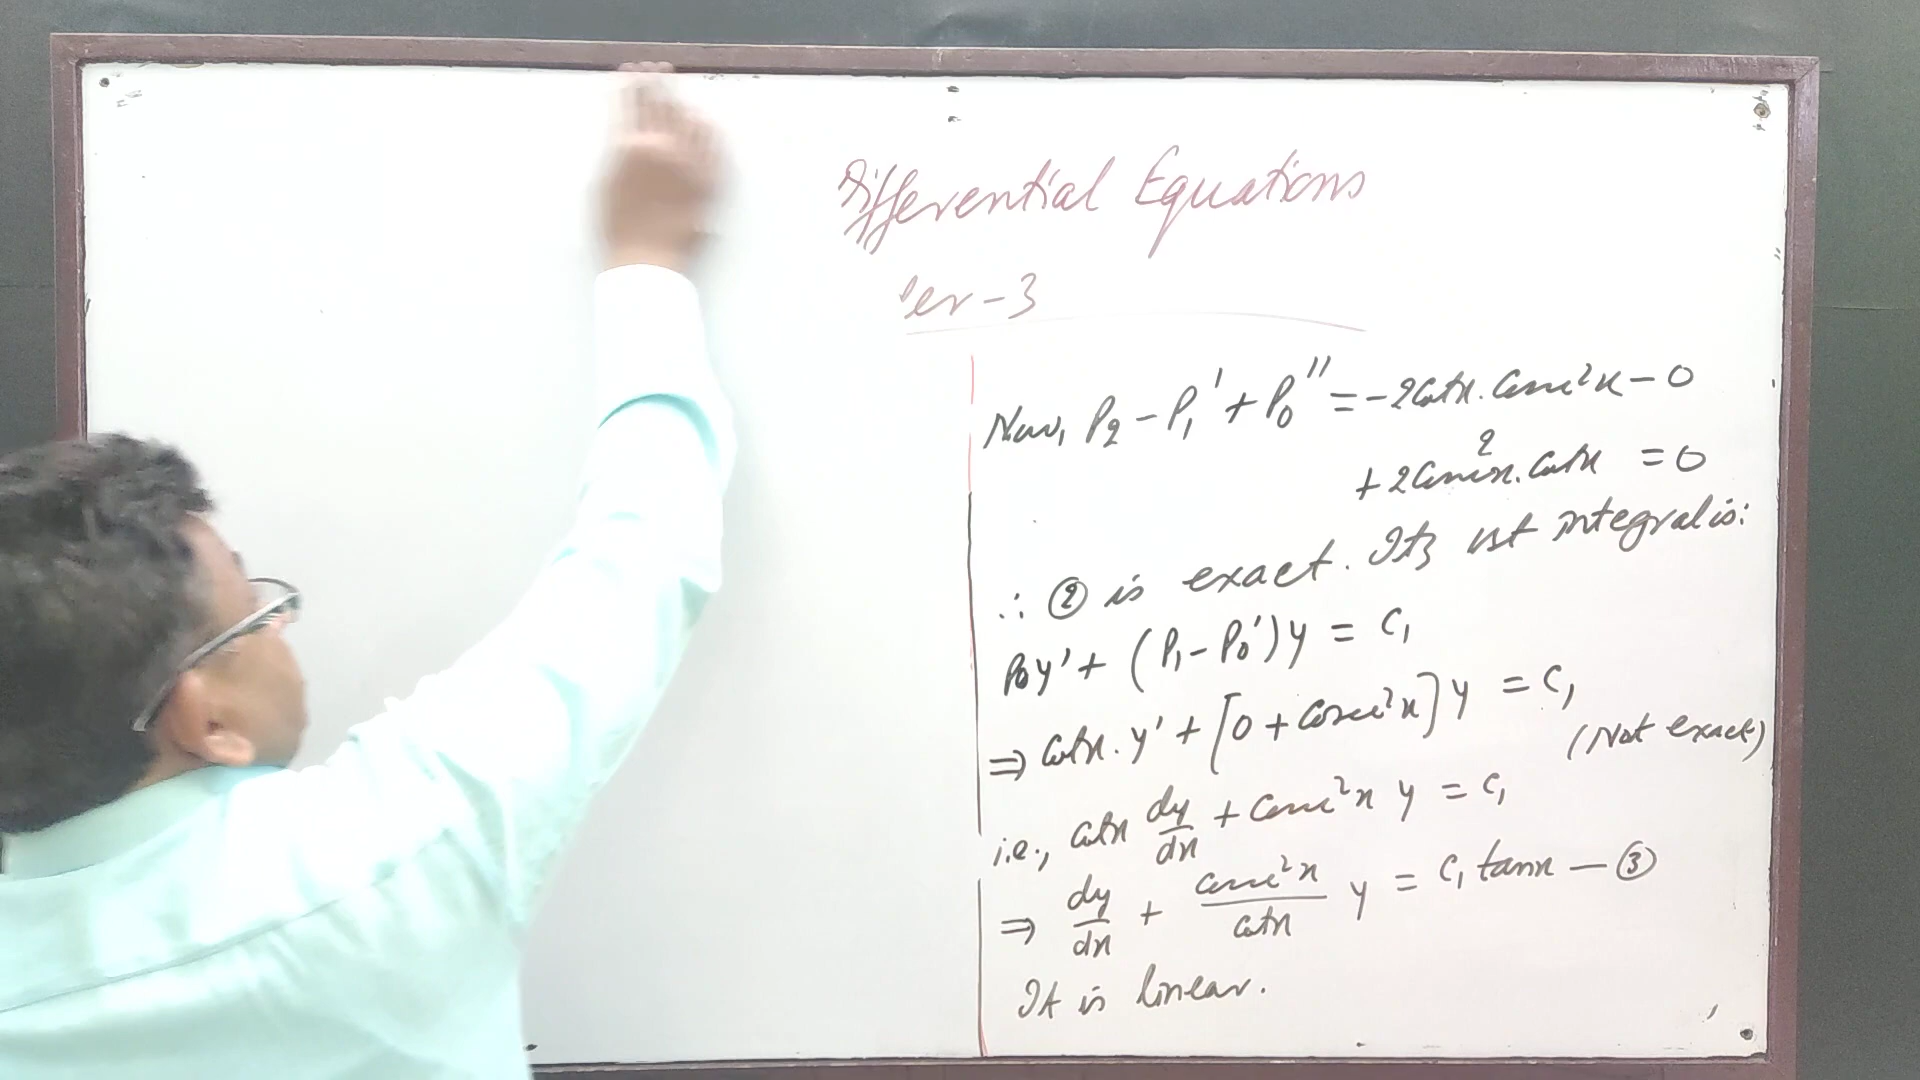 Differential Equations
er-3
Now, P₂ - P₁' + P₀'' = -2cotx. Cosec²x - 0
+ 2Cosec²x. Cotx = 0
∴ ② is exact. Its 1st integral is:
P₀y' + (P₁ - P₀')y = C₁
⇒ Cotx. y' + [0 + Cosec²x] y = C₁
(Not exact)
i.e., cotx dy/dx + Cosec²x y = C₁
⇒ dy/dx + cosec²x/cotx y = C₁ tanx — ③
It is linear.